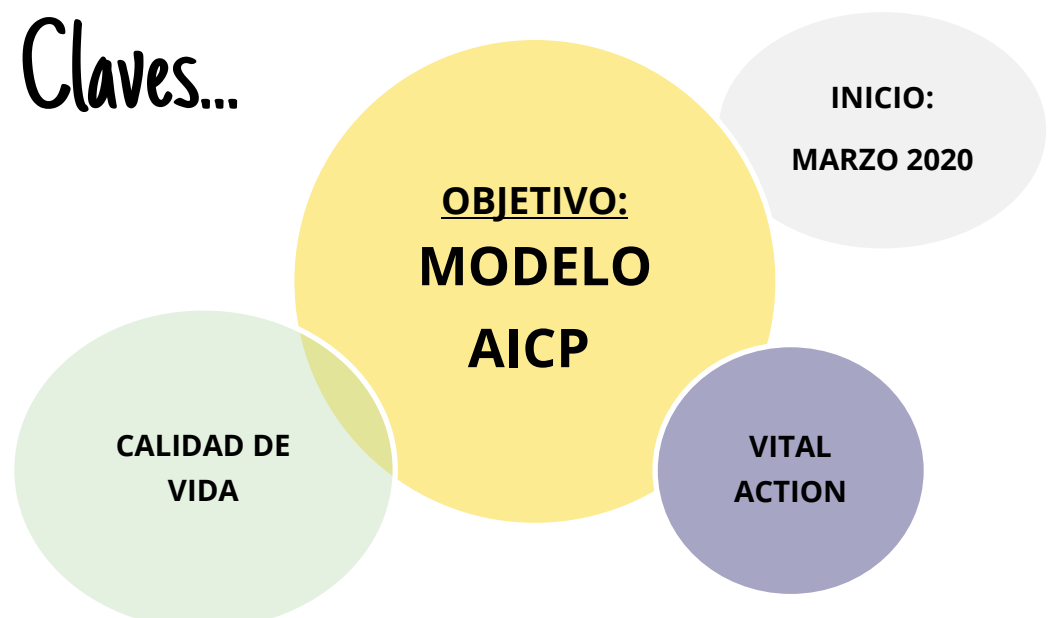 Claves...
INICIO:
MARZO 2020
OBJETIVO:
MODELO
AICP
CALIDAD DE
VIDA
VITAL
ACTION